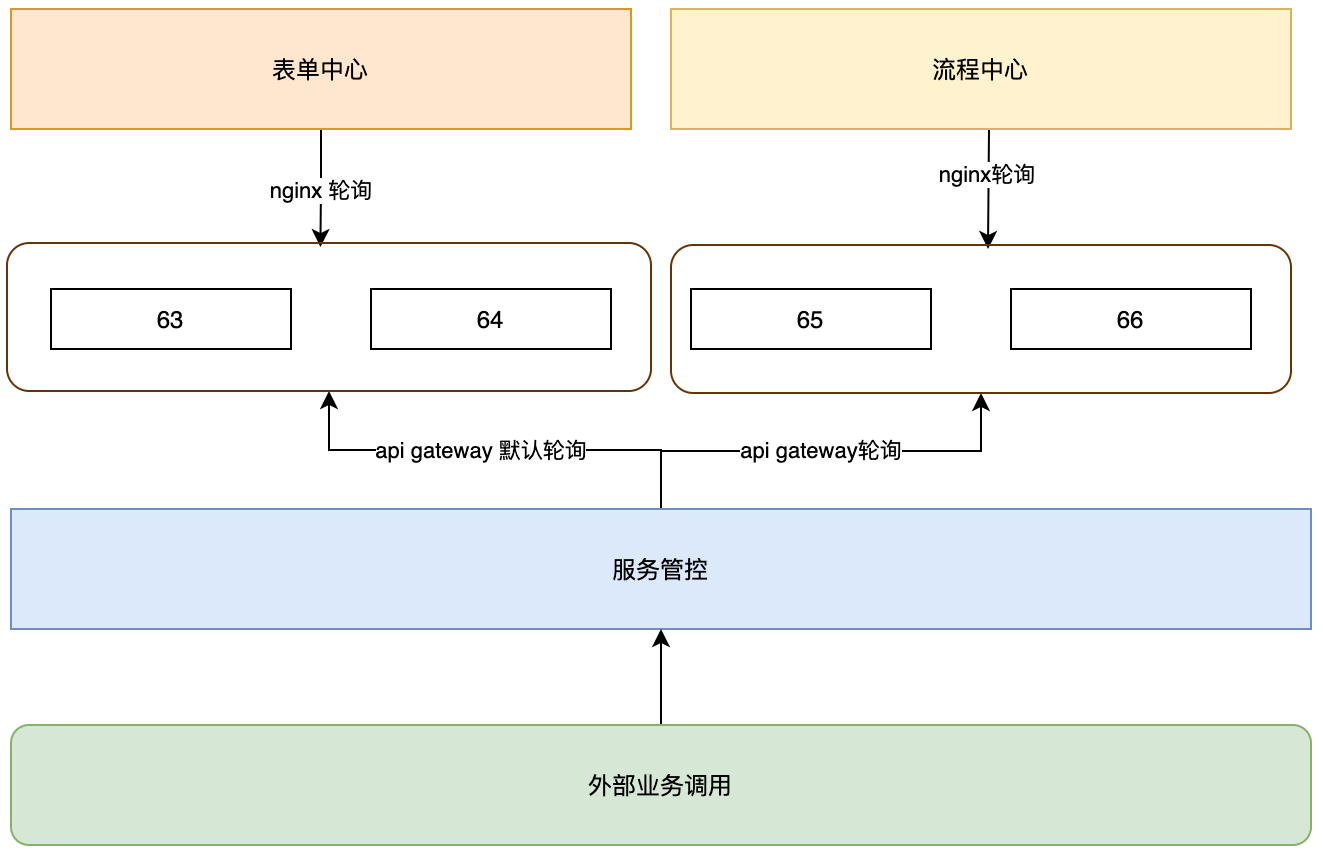 表单中心
流程中心
nginx 轮询
nginx轮询
63
64
65
66
api gateway 默认轮询
api gateway轮询
服务管控
外部业务调用